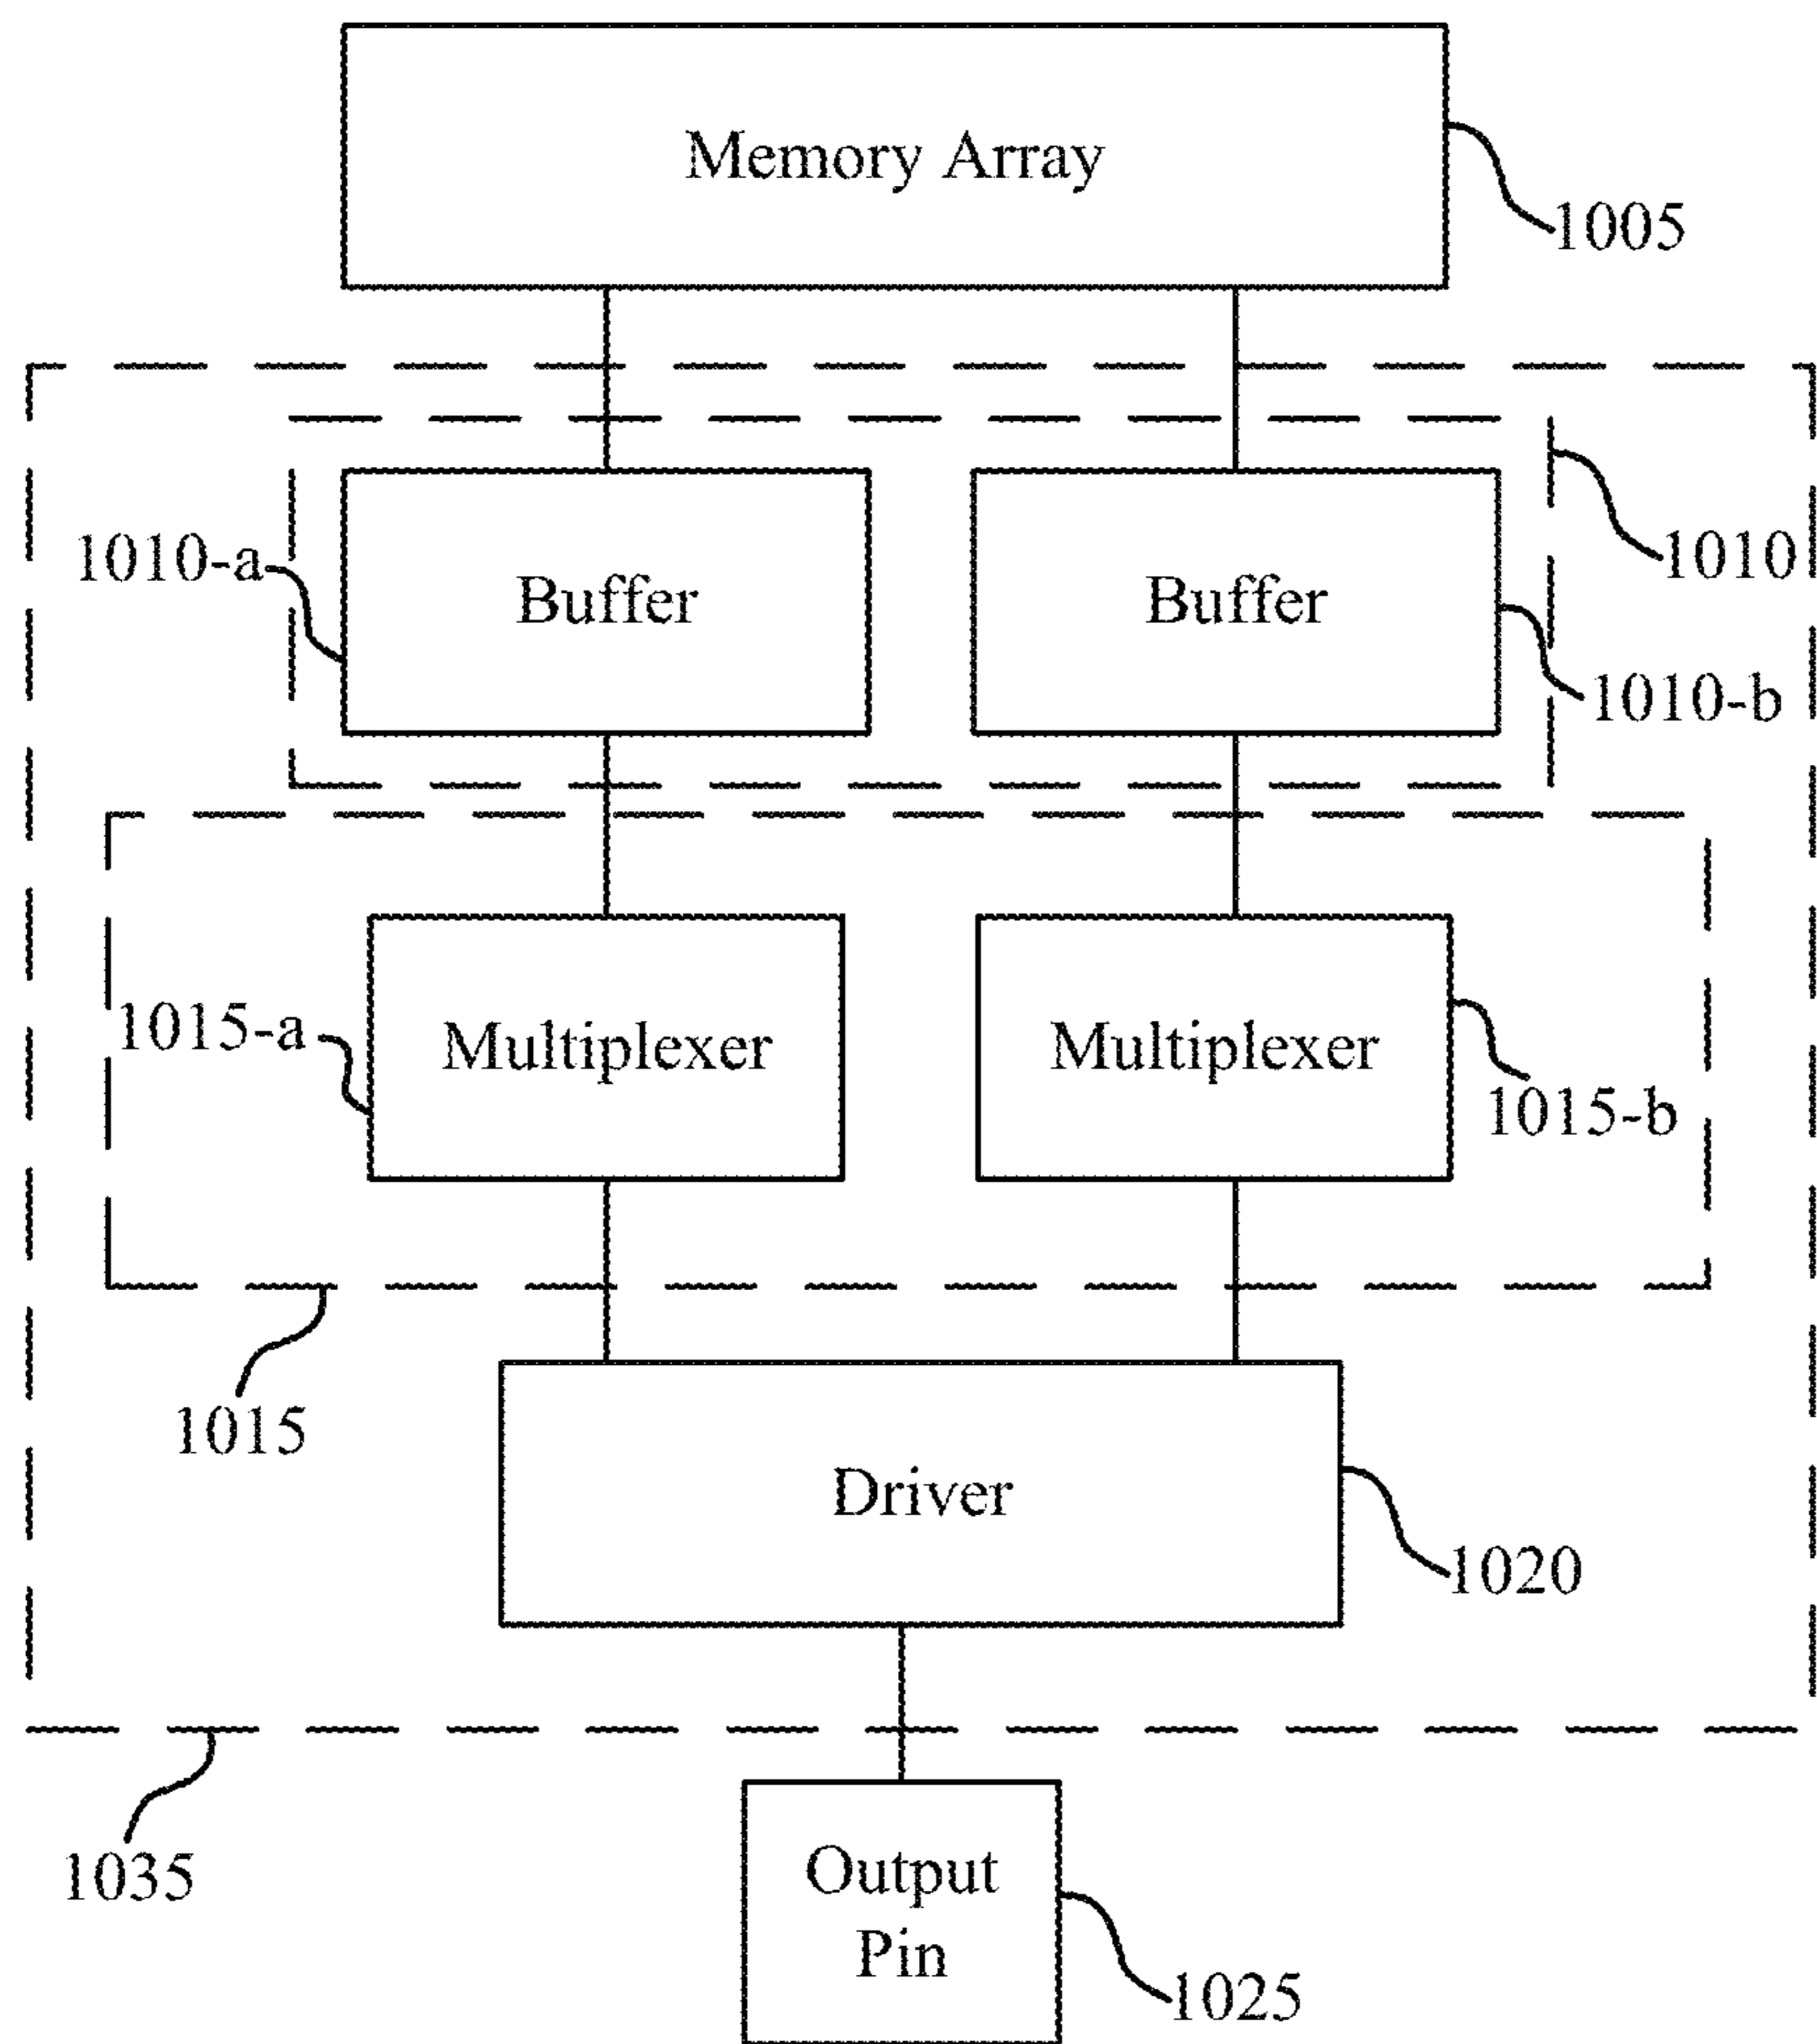 Memory Array
1005
1010-a
Buffer
Buffer
1010
1010-b
1015-a
Multiplexer
Multiplexer
1015-b
1015
Driver
1020
1035
Output
Pin
1025